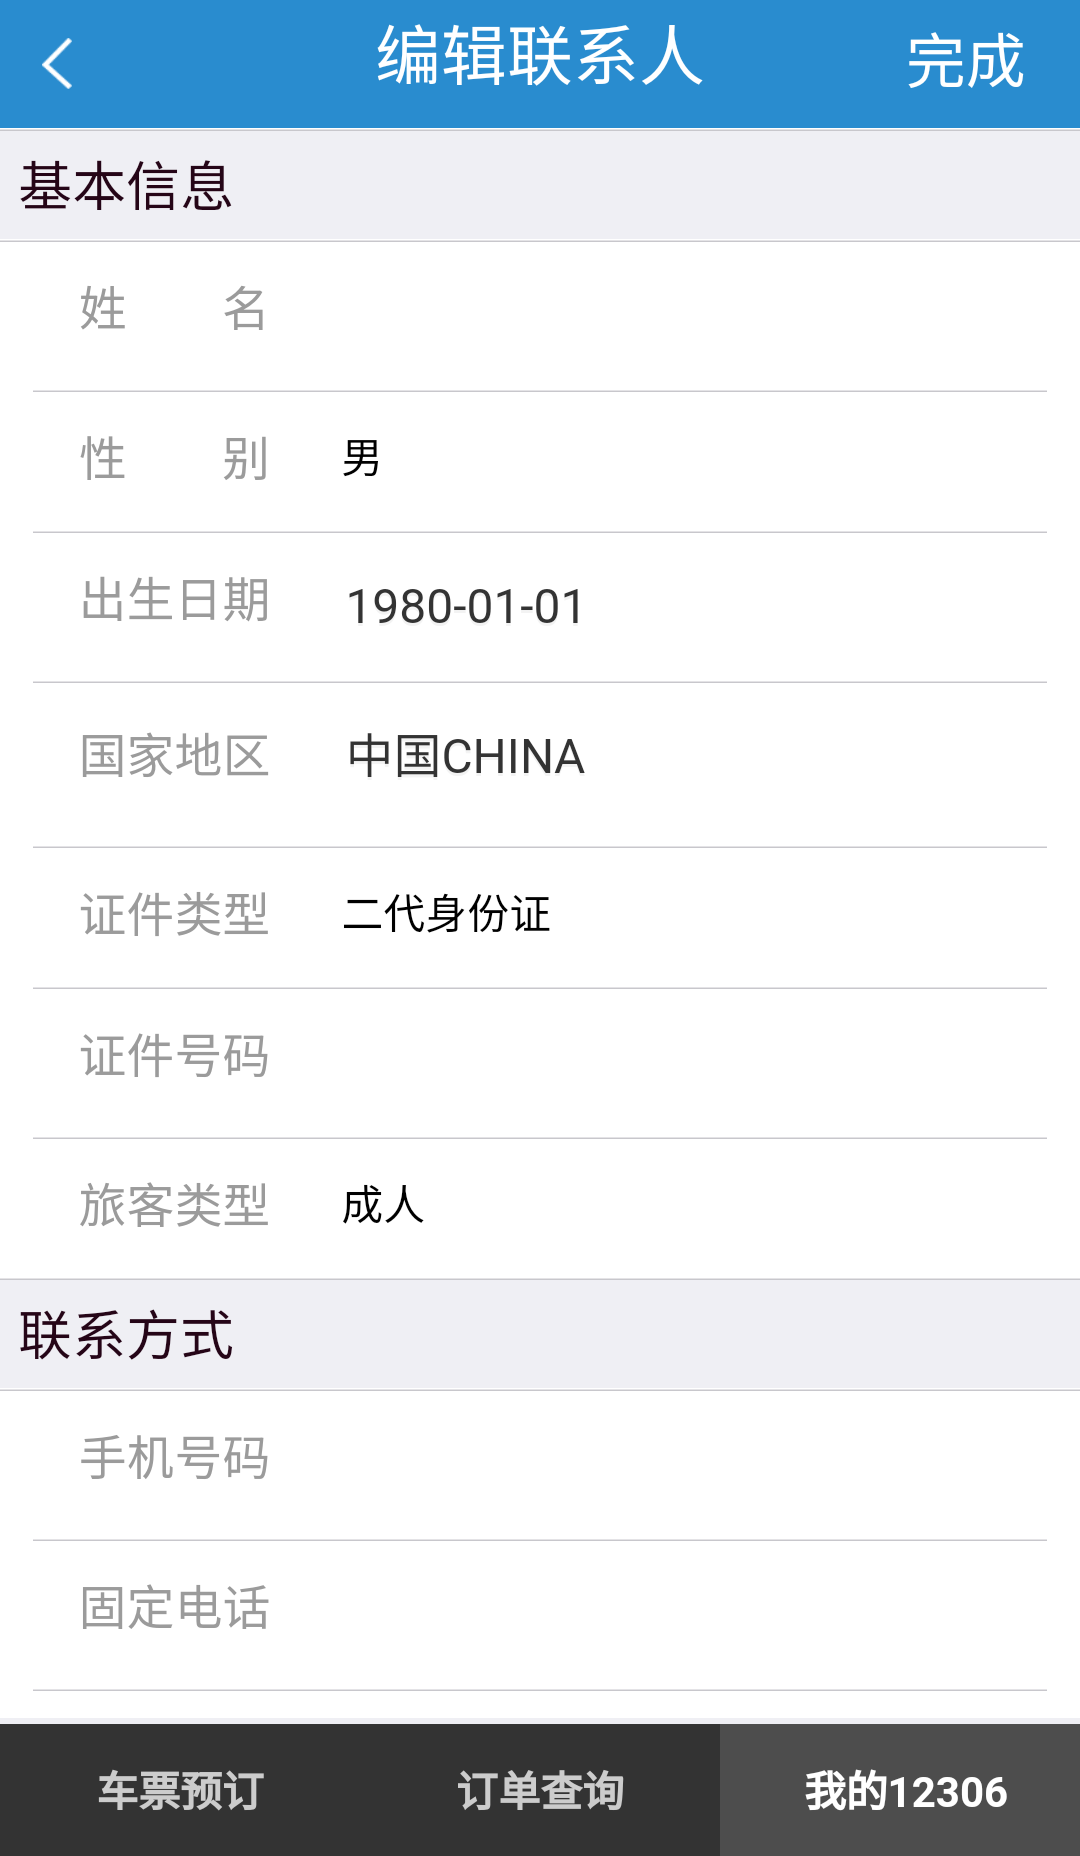 编辑联系人 完成
基本信息
姓 名
性 别 男
出生日期 1980-01-01
国家地区 中国CHINA
证件类型 二代身份证
证件号码
旅客类型 成人
联系方式
手机号码
固定电话
车票预订 订单查询 我的12306